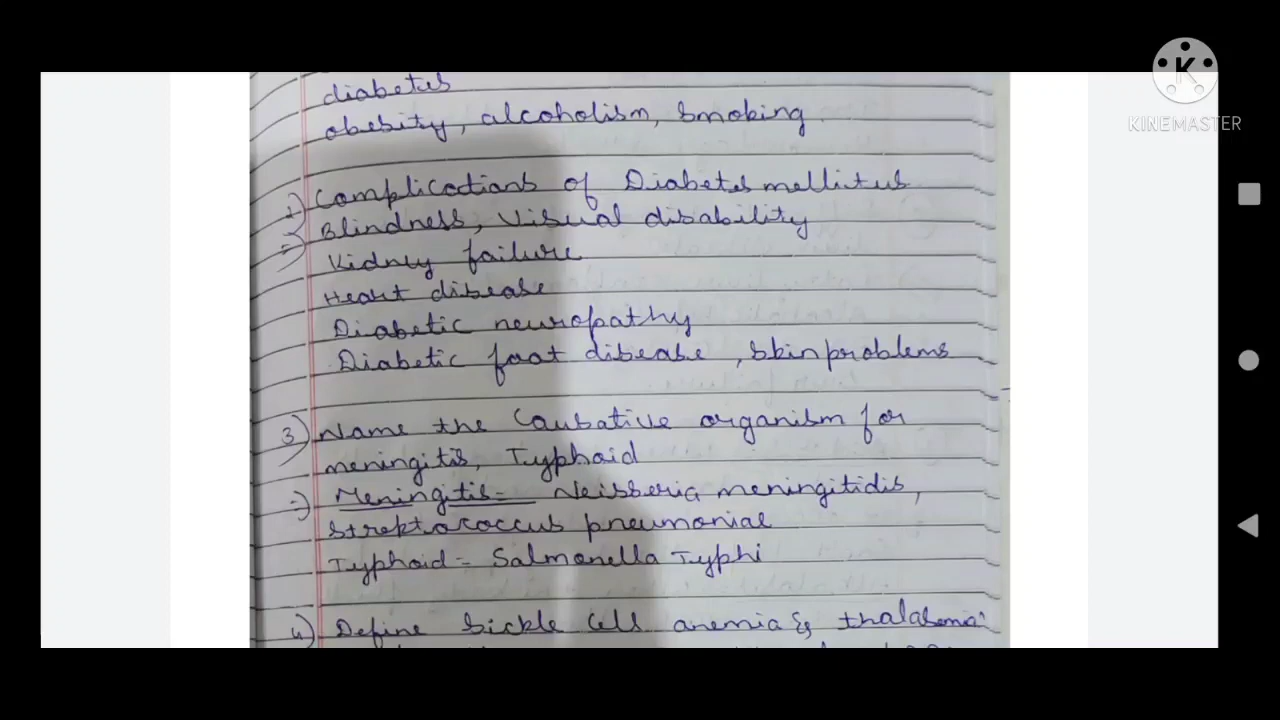 diabetus
obesity, alcoholism, Smoking
2) Complications of Diabetes mellitus
=) Blindness, Visual disability
Kidney failure
Heart disease
Diabetic neuropathy
Diabetic foot disease, Skin problems
3) Name the Causative organism for
meningitis, Typhoid
=) Meningitis - Neisseria meningitidis,
Streptococcus pneumoniae
Typhoid - Salmonella Typhi
4) Define Sickle cell anemia &
K
KINEMASTER